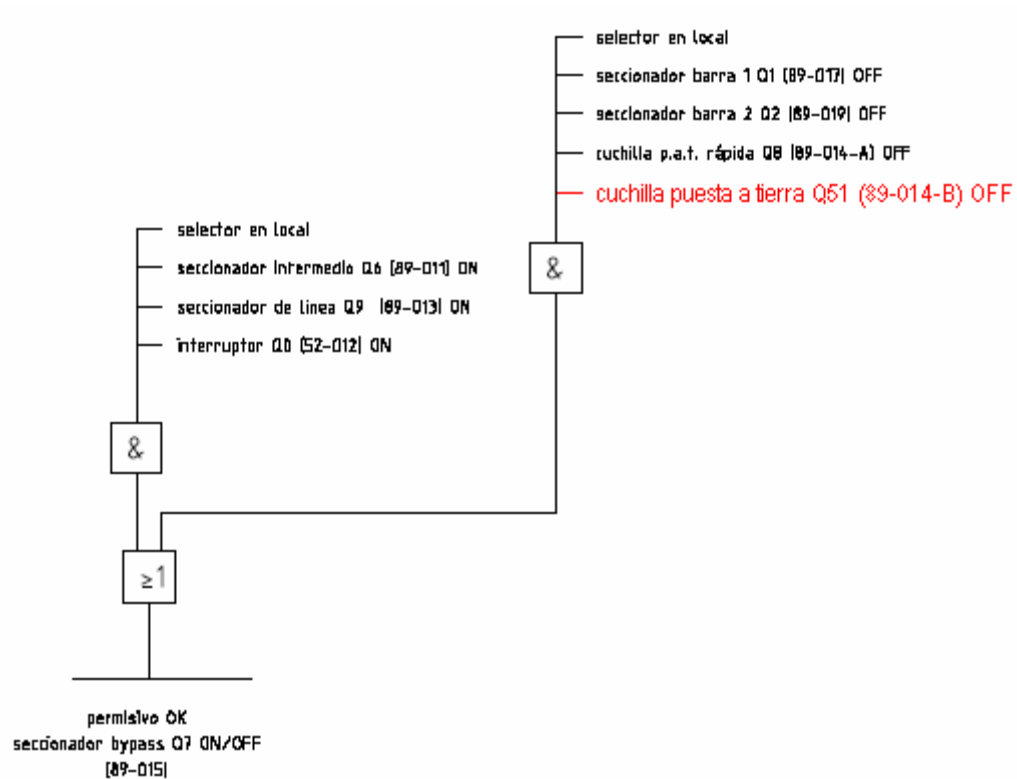 selector en local
seccionador barra 1 Q1 (89-017) OFF
seccionador barra 2 Q2 (89-019) OFF
cuchilla p.a.t. rápida Q8 (89-014-A) OFF
cuchilla puesta a tierra Q51 (89-014-B) OFF
&
selector en local
seccionador intermedio Q6 (89-011) ON
seccionador de linea Q9 (89-013) ON
interruptor Q0 (52-012) ON
&
≥1
permisivo OK
seccionador bypass Q7 ON/OFF
(89-015)